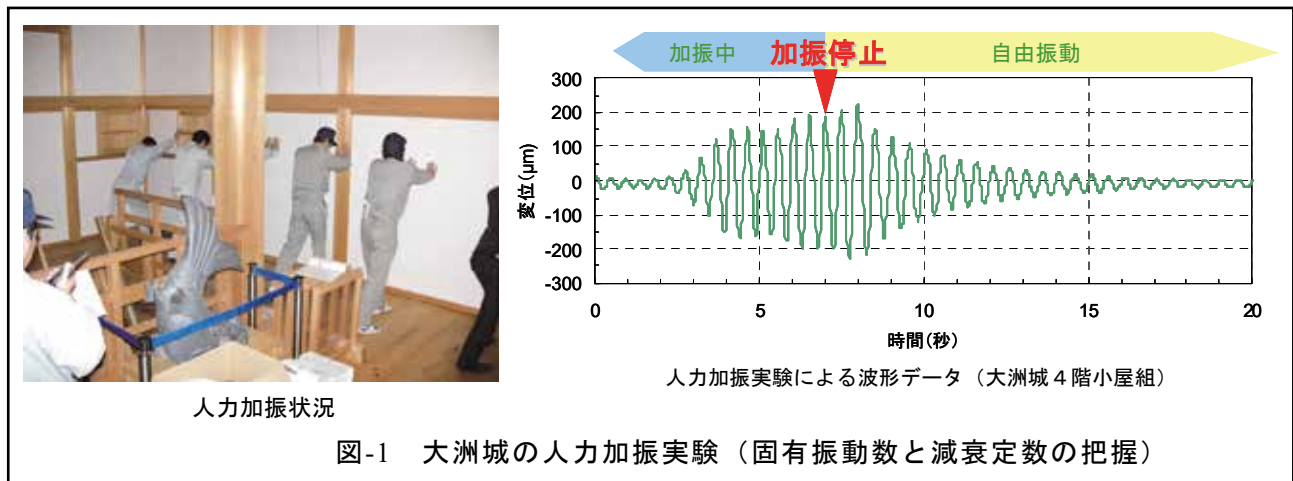 加振中 加振停止 自由振動
300
200
100
0
-100
-200
-300
変位(μm)
0 5 10 15 20
時間(秒)
人力加振実験による波形データ（大洲城４階小屋組）
人力加振状況
図-1 大洲城の人力加振実験（固有振動数と減衰定数の把握）